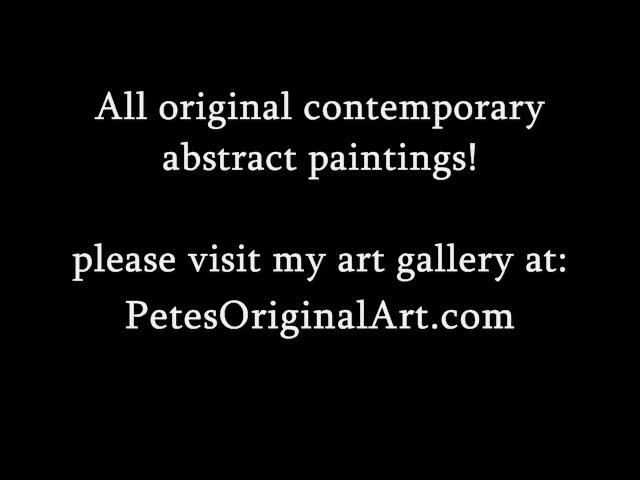 All original contemporary
abstract paintings!
please visit my art gallery at:
PetesOriginalArt.com